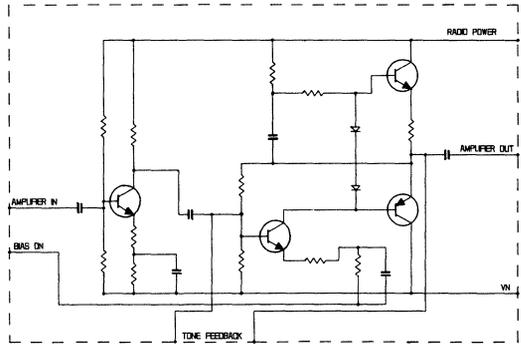 RADIO POWER
AMPLIFIER OUT
AMPLIFIER IN
BIAS ON
VN
TONE FEEDBACK